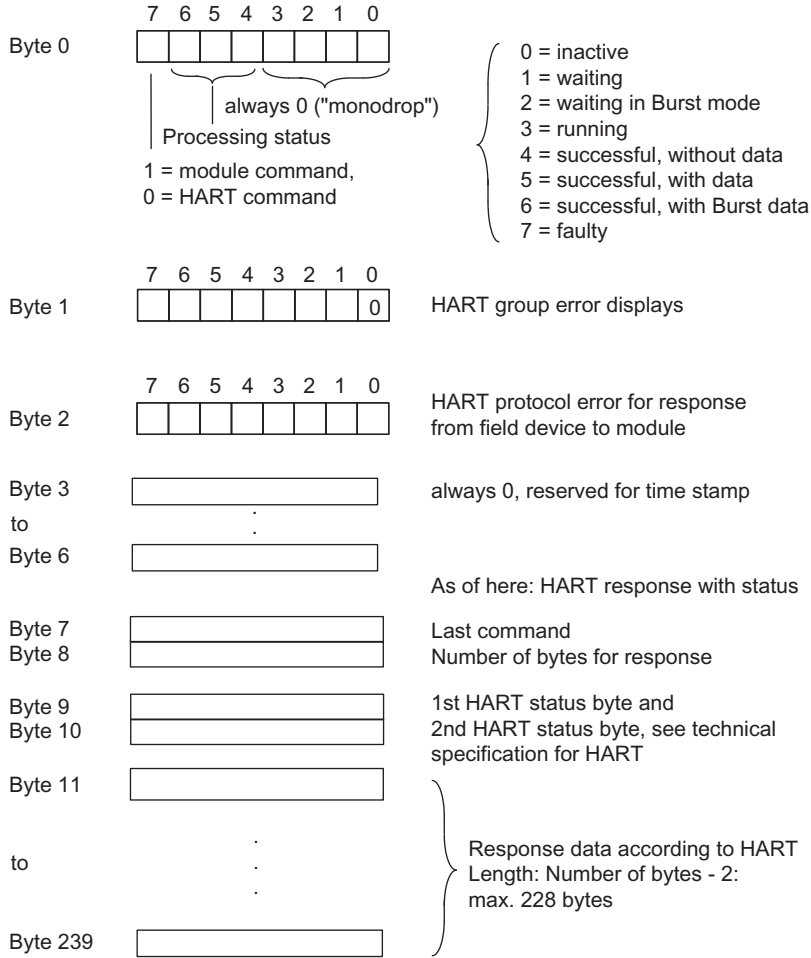 7 6 5 4 3 2 1 0
Byte 0
always 0 ("monodrop")
Processing status
1 = module command,
0 = HART command
0 = inactive
1 = waiting
2 = waiting in Burst mode
3 = running
4 = successful, without data
5 = successful, with data
6 = successful, with Burst data
7 = faulty
7 6 5 4 3 2 1 0
Byte 1
0
HART group error displays
7 6 5 4 3 2 1 0
Byte 2
HART protocol error for response
from field device to module
Byte 3
always 0, reserved for time stamp
to
Byte 6
As of here: HART response with status
Byte 7
Last command
Byte 8
Number of bytes for response
Byte 9
1st HART status byte and
Byte 10
2nd HART status byte, see technical
specification for HART
Byte 11
to
Response data according to HART
Length: Number of bytes - 2:
max. 228 bytes
Byte 239